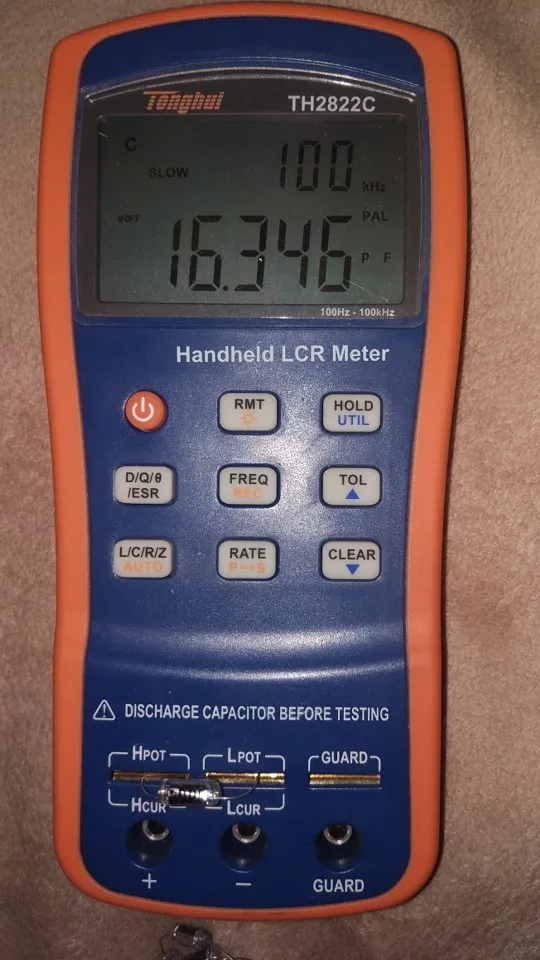 Tonghui TH2822C
C SLOW 100 kHz
PAL
16.346 P F
100Hz - 100kHz
Handheld LCR Meter
RMT HOLD
UTIL
D/Q/θ FREQ TOL
/ESR REC
L/C/R/Z RATE CLEAR
AUTO P↔S
⚠ DISCHARGE CAPACITOR BEFORE TESTING
HPOT LPOT GUARD
HCUR LCUR
+ − GUARD